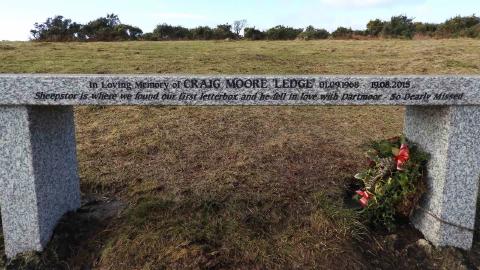 In Loving Memory of CRAIG MOORE 'LEDGE' 01.09.1968 - 19.08.2015
Sheepstor is where we found our first letterbox and he fell in love with Dartmoor - So Dearly Missed